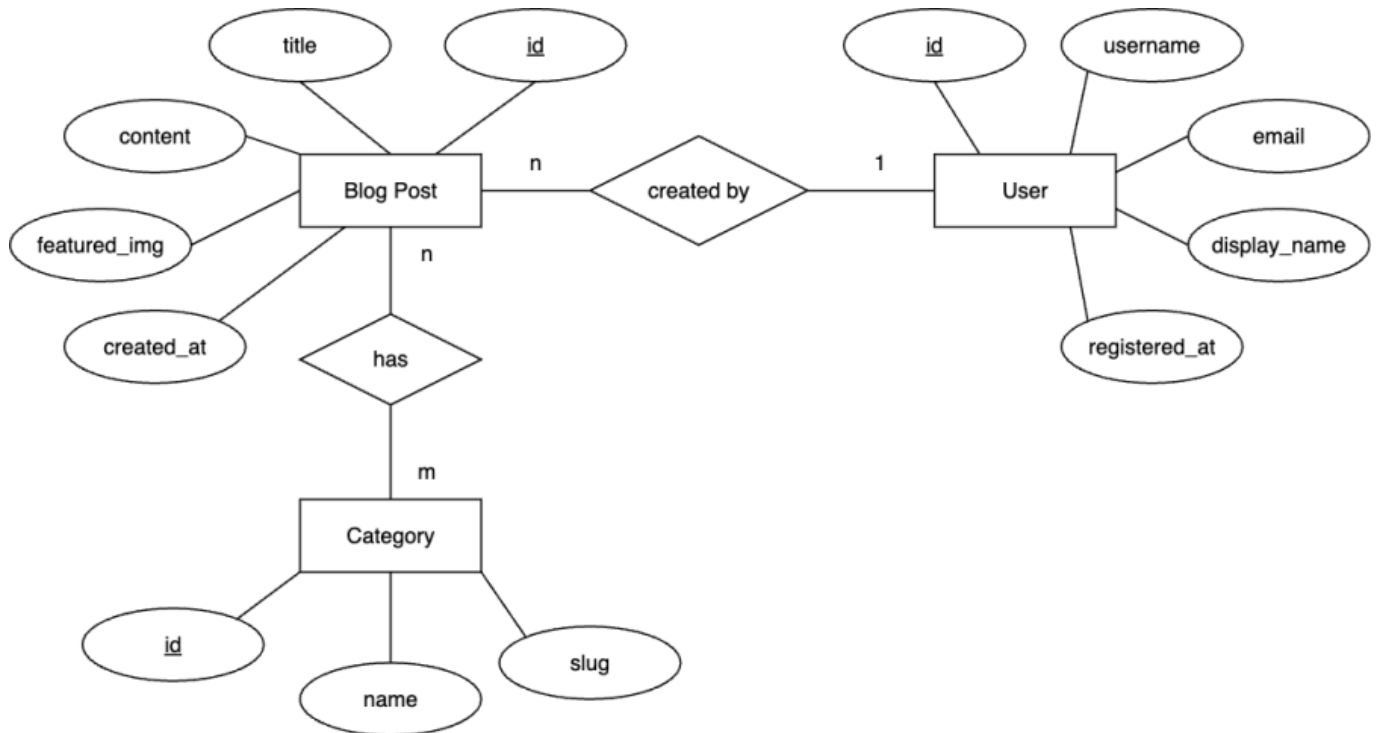 title
id
id
username
content
email
n
1
Blog Post
created by
User
featured_img
display_name
n
created_at
has
registered_at
m
Category
id
slug
name